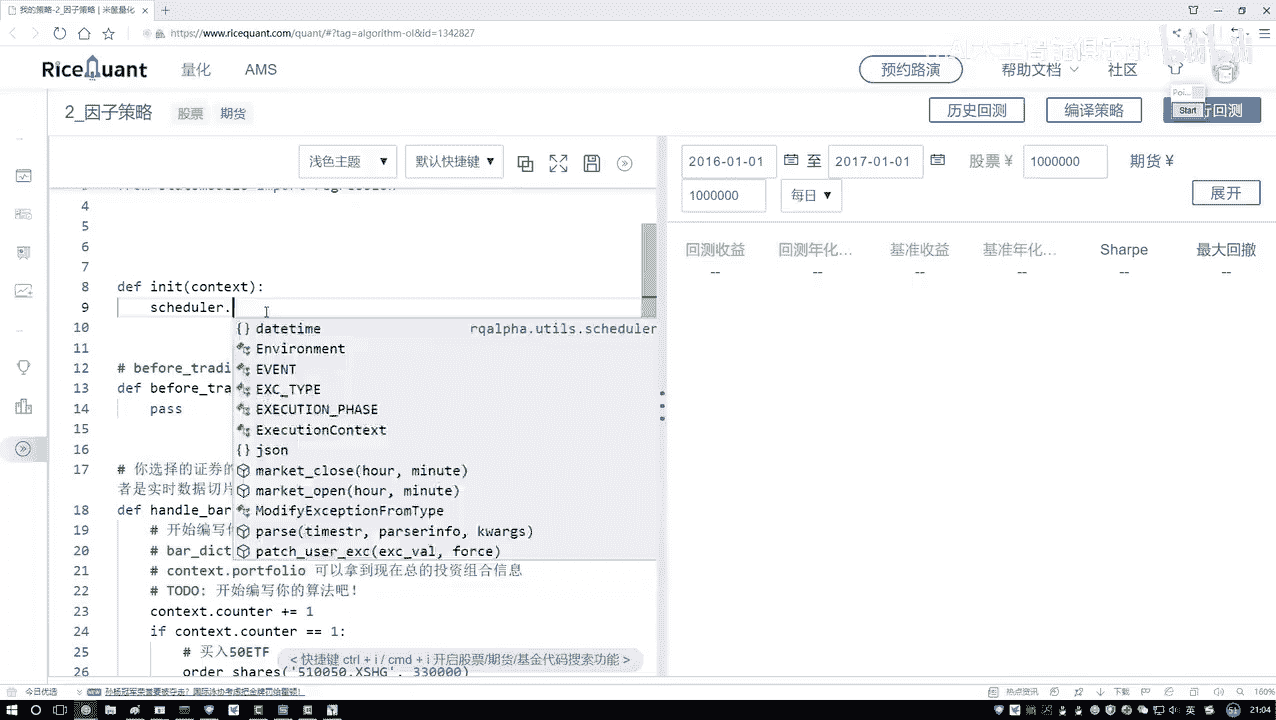 我的策略-2_因子策略 | 米筐量化
https://www.ricequant.com/quant/#?tag=algorithm-ol&id=1342827
RiceQuant 量化 AMS 预约路演 帮助文档 社区
2_因子策略 股票 期货 历史回测 编译策略 行回测
Poi...
Start
浅色主题 默认快捷键
2016-01-01 至 2017-01-01 股票 ¥ 1000000 期货 ¥
1000000 每日 展开
回测收益 回测年化... 基准收益 基准年化... Sharpe 最大回撤
-- -- -- -- -- --
4
5
6
7
8 def init(context):
9 scheduler.
10
11
12 # before_tradi
13 def before_tra
14 pass
15
16
17 # 你选择的证券的
者是实时数据切片
18 def handle_bar
19 # 开始编写
20 # bar_dict
21 # context.portfolio 可以拿到现在总的投资组合信息
22 # TODO: 开始编写你的算法吧!
23 context.counter += 1
24 if context.counter == 1:
25 # 买入50ETF
26 order_shares('510050.XSHG', 330000)
{} datetime rqalpha.utils.scheduler
Environment
EVENT
EXC_TYPE
EXECUTION_PHASE
ExecutionContext
{} json
market_close(hour, minute)
market_open(hour, minute)
ModifyExceptionFromType
parse(timestr, parserinfo, kwargs)
patch_user_exc(exc_val, force)
< 快捷键 ctrl + i / cmd + i 开启股票/期货/基金代码搜索功能 >
今日优选
热点资讯 下载 160%
英 21:04